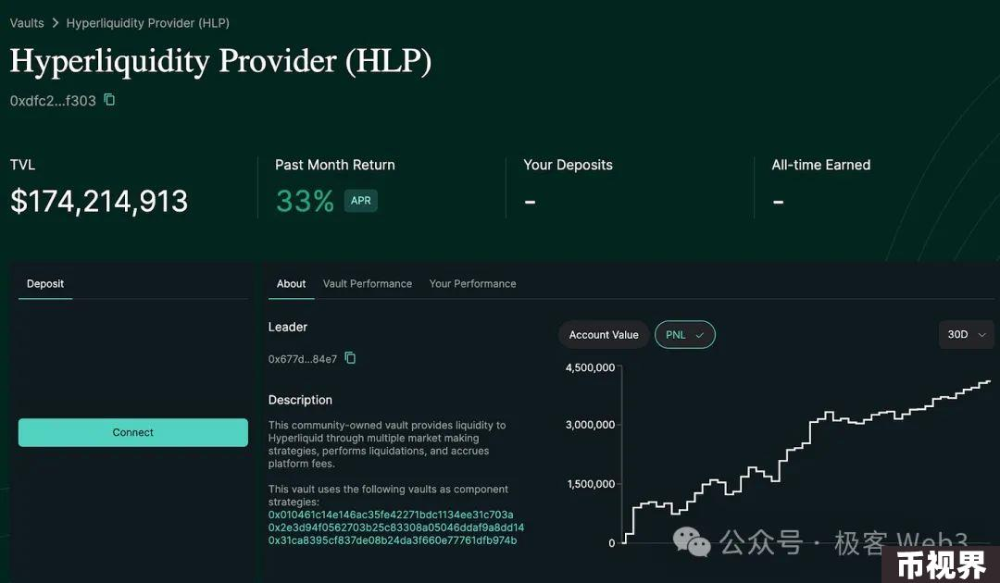 Vaults > Hyperliquidity Provider (HLP)
Hyperliquidity Provider (HLP)
0xdfc2...f303
TVL
$174,214,913
Past Month Return
33% APR
Your Deposits
-
All-time Earned
-
Deposit
Connect
About Vault Performance Your Performance
Leader
0x677d...84e7
Description
This community-owned vault provides liquidity to
Hyperliquid through multiple market making
strategies, performs liquidations, and accrues
platform fees.
This vault uses the following vaults as component
strategies:
0x010461c14e146ac35fe42271bdc1134ee31c703a
0x2e3d94f0562703b25c83308a05046ddaf9a8dd14
0x31ca8395cf837de08b24da3f660e77761dfb974b
Account Value PNL 30D
4,500,000
3,000,000
1,500,000
0
公众号 · 极客 Web3
币视界